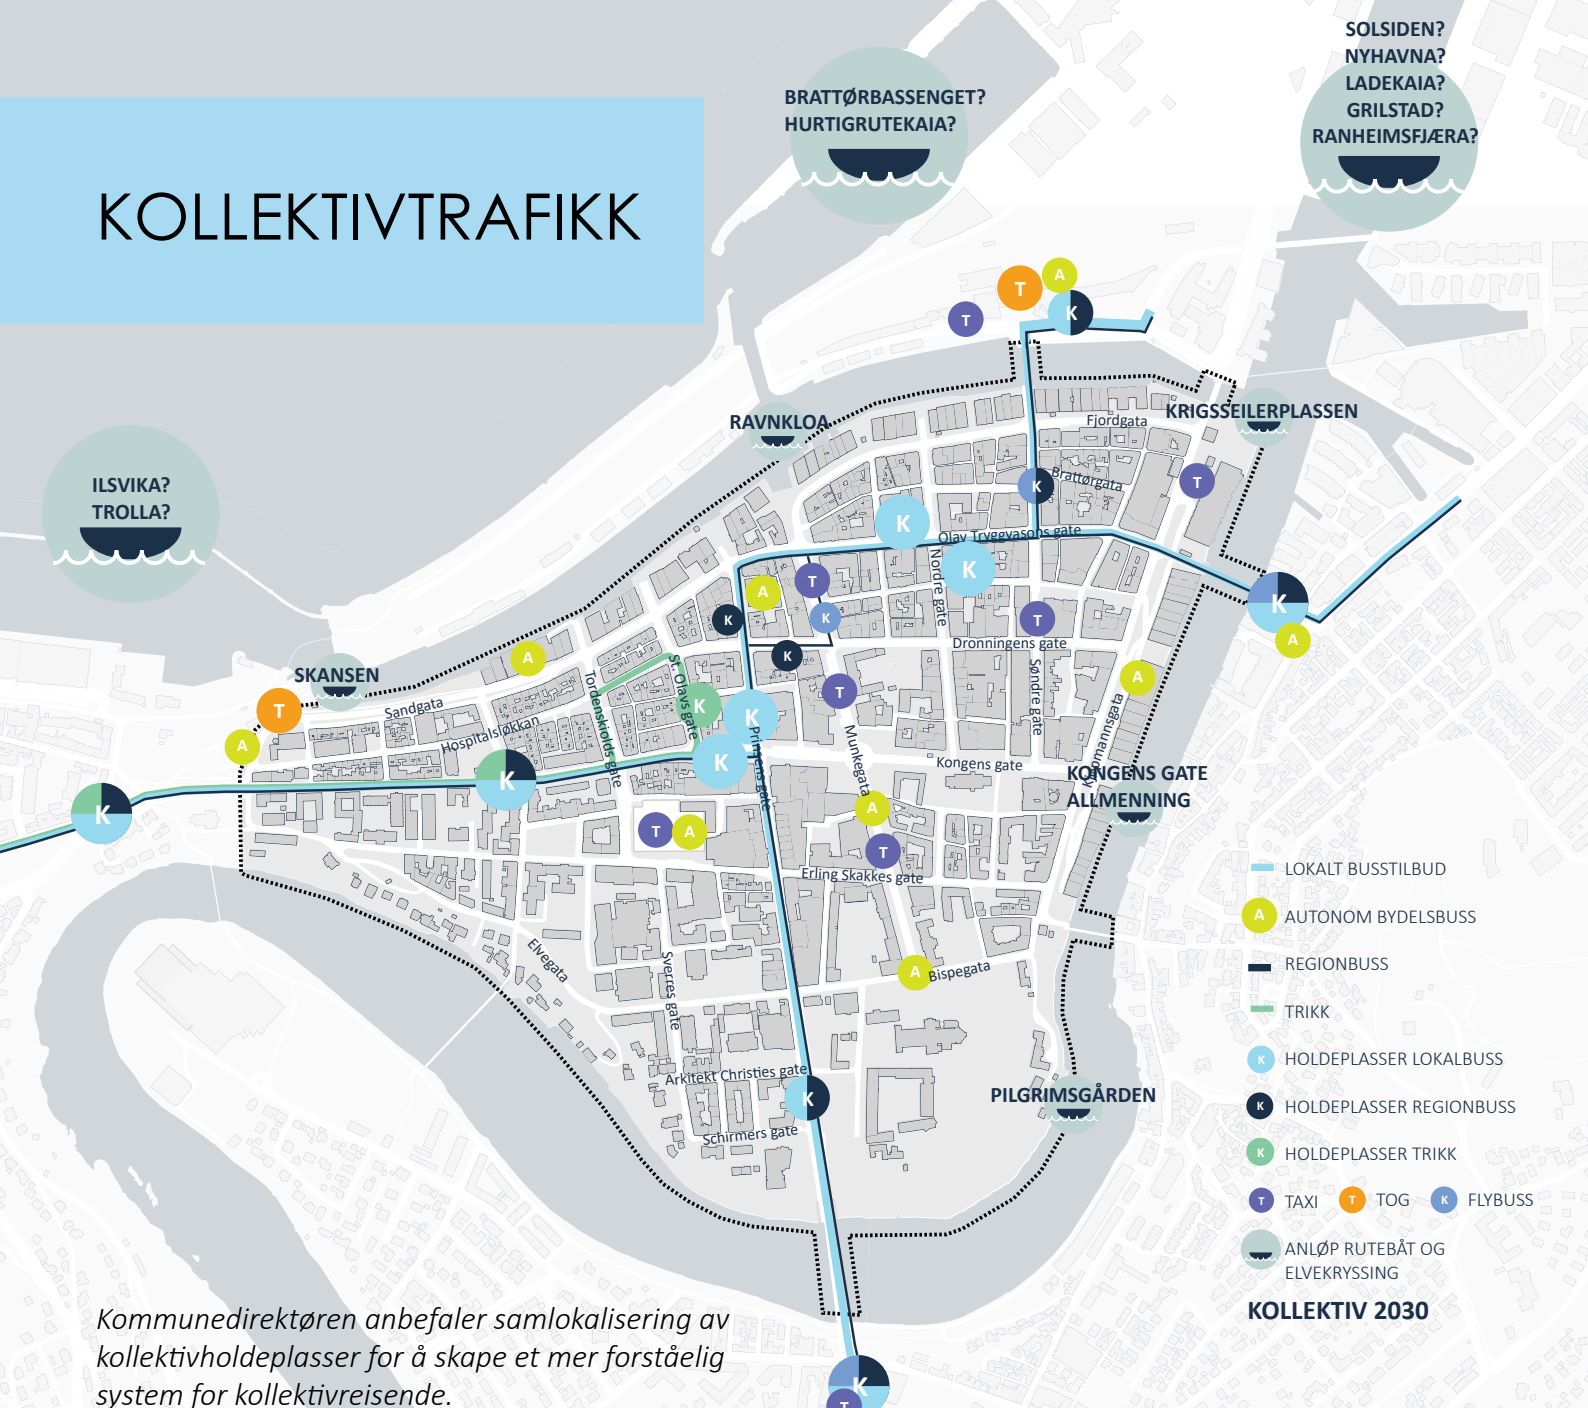 SOLSIDEN?
NYHAVNA?
LADEKAIA?
GRILSTAD?
RANHEIMSFJÆRA?
BRATTØRBASSENGET?
HURTIGRUTEKAIA?
KOLLEKTIVTRAFIKK
A
T
K
T
RAVNKLOA
KRIGSSEILERPLASSEN
Fjordgata
ILSVIKA?
TROLLA?
Brattørgata
K
T
K
Olav Tryggvasons gate
K
Nordre gate
T
A
K
K
K
T
A
Dronningens gate
K
A
St. Olavs gate
Søndre gate
A
SKANSEN
T
Tordenskiolds gate
T
Sandgata
K
K
Hospitalsløkkan
A
Prinsens gate
Munkegata
Kjøpmannsgata
K
Kongens gate
K
KONGENS GATE
ALLMENNING
K
A
T
A
T
Erling Skakkes gate
LOKALT BUSSTILBUD
A AUTONOM BYDELSBUSS
Elvegata
Sverres gate
A
Bispegata
REGIONBUSS
TRIKK
K HOLDEPLASSER LOKALBUSS
Arkitekt Christies gate
K
PILGRIMSGÅRDEN
K HOLDEPLASSER REGIONBUSS
Schirmers gate
K HOLDEPLASSER TRIKK
T TAXI T TOG K FLYBUSS
ANLØP RUTEBÅT OG
ELVEKRYSSING
KOLLEKTIV 2030
Kommunedirektøren anbefaler samlokalisering av
kollektivholdeplasser for å skape et mer forståelig
system for kollektivreisende.
K
T